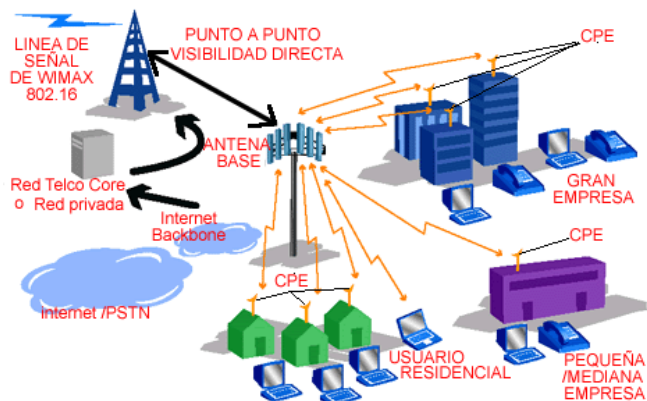 LINEA DE
SEÑAL
DE WIMAX
802.16
PUNTO A PUNTO
VISIBILIDAD DIRECTA
CPE
ANTENA
BASE
Red Telco Core
o Red privada
Internet
Backbone
internet /PSTN
GRAN
EMPRESA
CPE
CPE
USUARIO
RESIDENCIAL
PEQUEÑA
/MEDIANA
EMPRESA